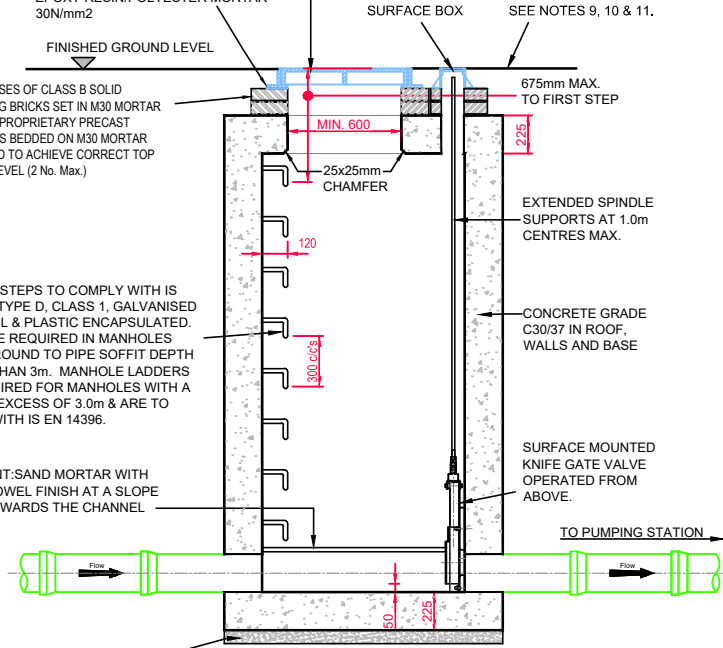 EPOXY RESIN/POLYESTER MORTAR
30N/mm2
SURFACE BOX
SEE NOTES 9, 10 & 11.
FINISHED GROUND LEVEL
SES OF CLASS B SOLID
G BRICKS SET IN M30 MORTAR
PROPRIETARY PRECAST
S BEDDED ON M30 MORTAR
D TO ACHIEVE CORRECT TOP
EVEL (2 No. Max.)
675mm MAX.
TO FIRST STEP
MIN. 600
225
25x25mm
CHAMFER
EXTENDED SPINDLE
SUPPORTS AT 1.0m
CENTRES MAX.
120
STEPS TO COMPLY WITH IS
TYPE D, CLASS 1, GALVANISED
L & PLASTIC ENCAPSULATED.
E REQUIRED IN MANHOLES
ROUND TO PIPE SOFFIT DEPTH
HAN 3m. MANHOLE LADDERS
IRED FOR MANHOLES WITH A
EXCESS OF 3.0m & ARE TO
WITH IS EN 14396.
300 c/c's
CONCRETE GRADE
C30/37 IN ROOF,
WALLS AND BASE
SURFACE MOUNTED
KNIFE GATE VALVE
OPERATED FROM
ABOVE.
NT:SAND MORTAR WITH
OWEL FINISH AT A SLOPE
WARDS THE CHANNEL
TO PUMPING STATION
Flow
Flow
50
225